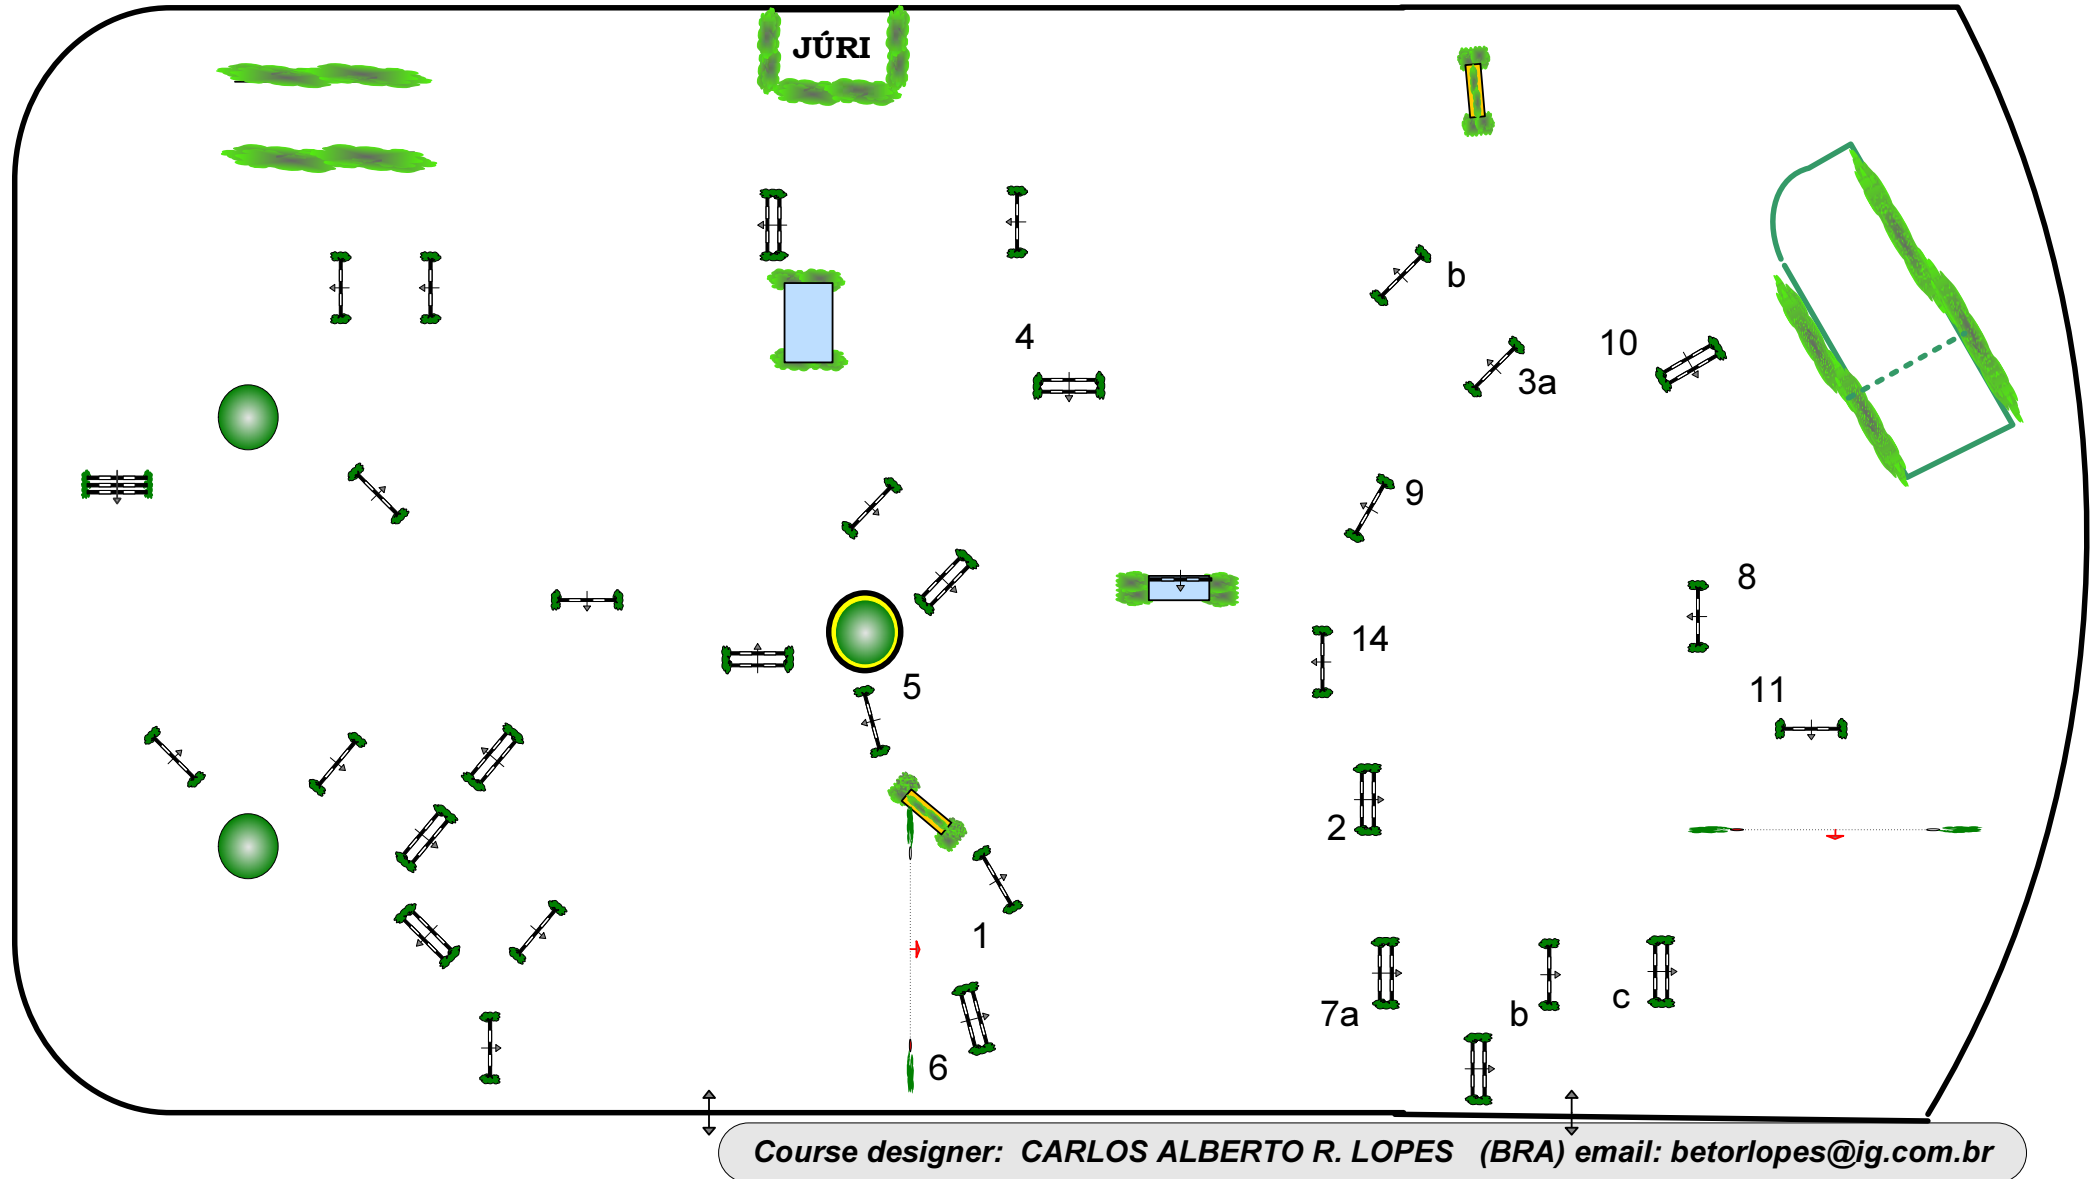 JÚRI
b
4
10
3a
9
8
14
5
11
2
1
7a
b
c
6
Course designer: CARLOS ALBERTO R. LOPES (BRA) email: betorlopes@ig.com.br